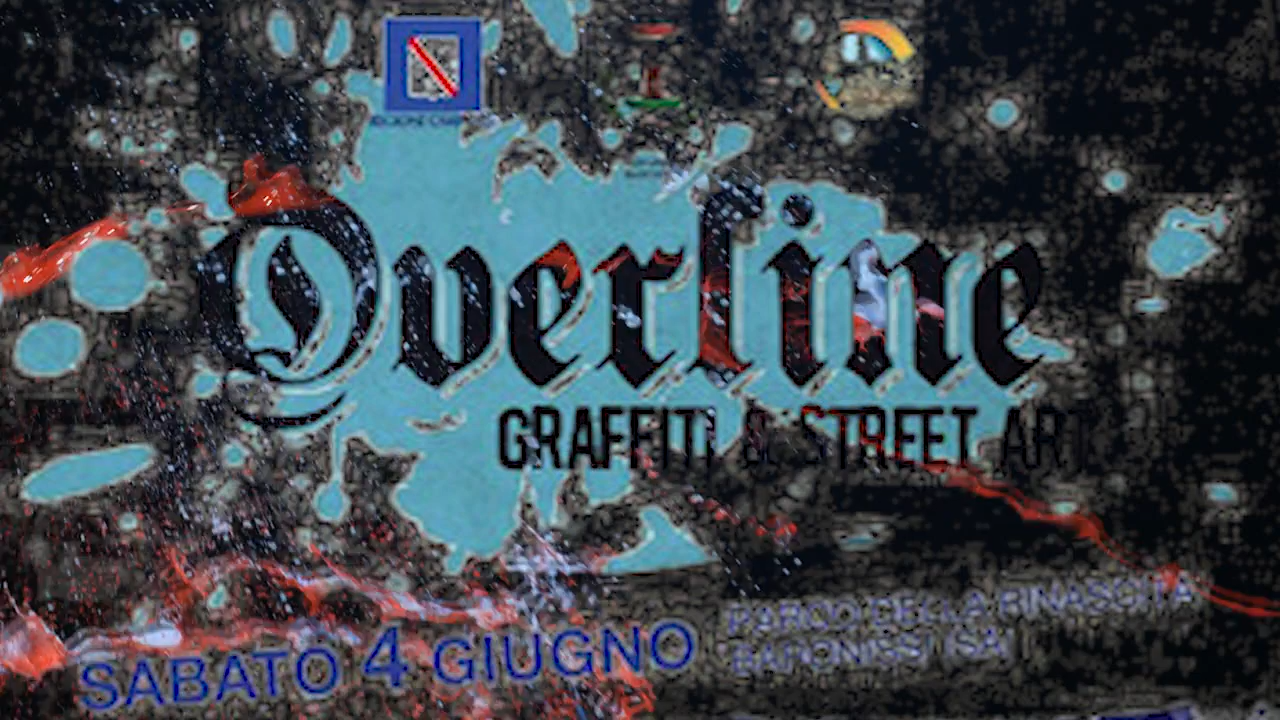 Overline
GRAFFITI & STREET ART
SABATO 4 GIUGNO
PARCO DELLA RINASCITA
BARONISSI (SA)